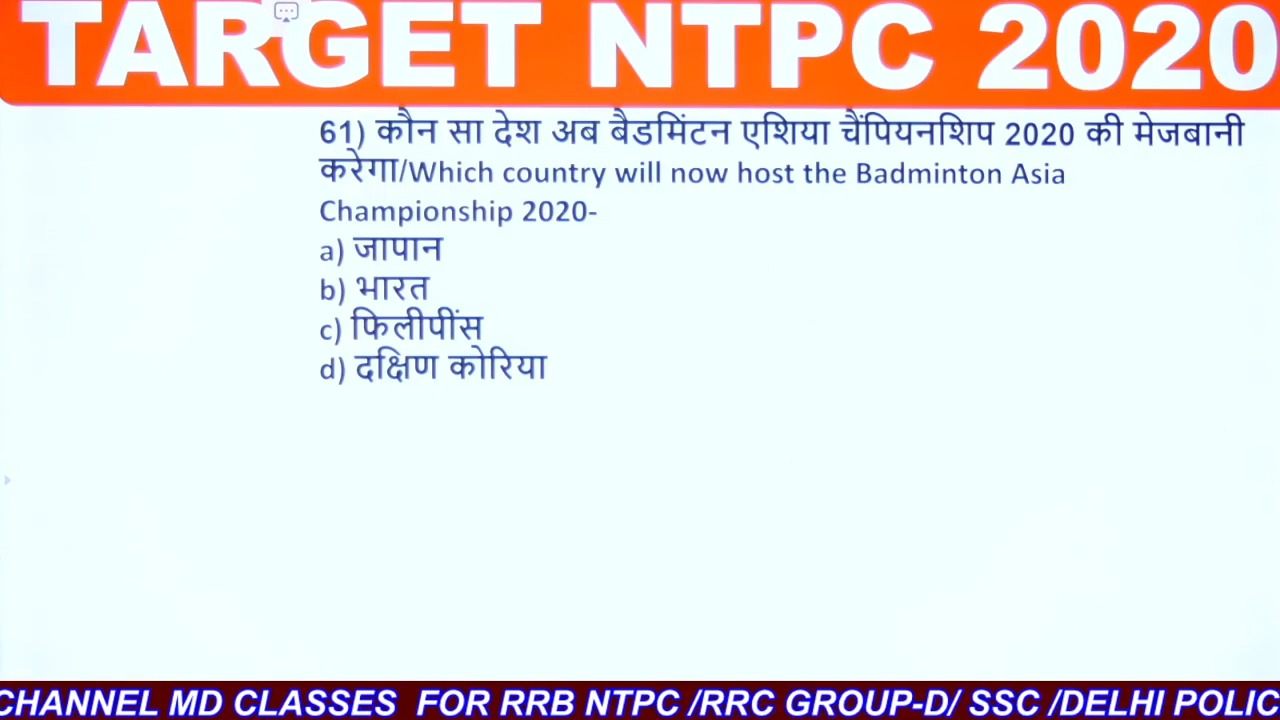 TARGET NTPC 2020
61) कौन सा देश अब बैडमिंटन एशिया चैंपियनशिप 2020 की मेजबानी
करेगा/Which country will now host the Badminton Asia
Championship 2020-
a) जापान
b) भारत
c) फिलीपींस
d) दक्षिण कोरिया
CHANNEL MD CLASSES FOR RRB NTPC /RRC GROUP-D/ SSC /DELHI POLIC